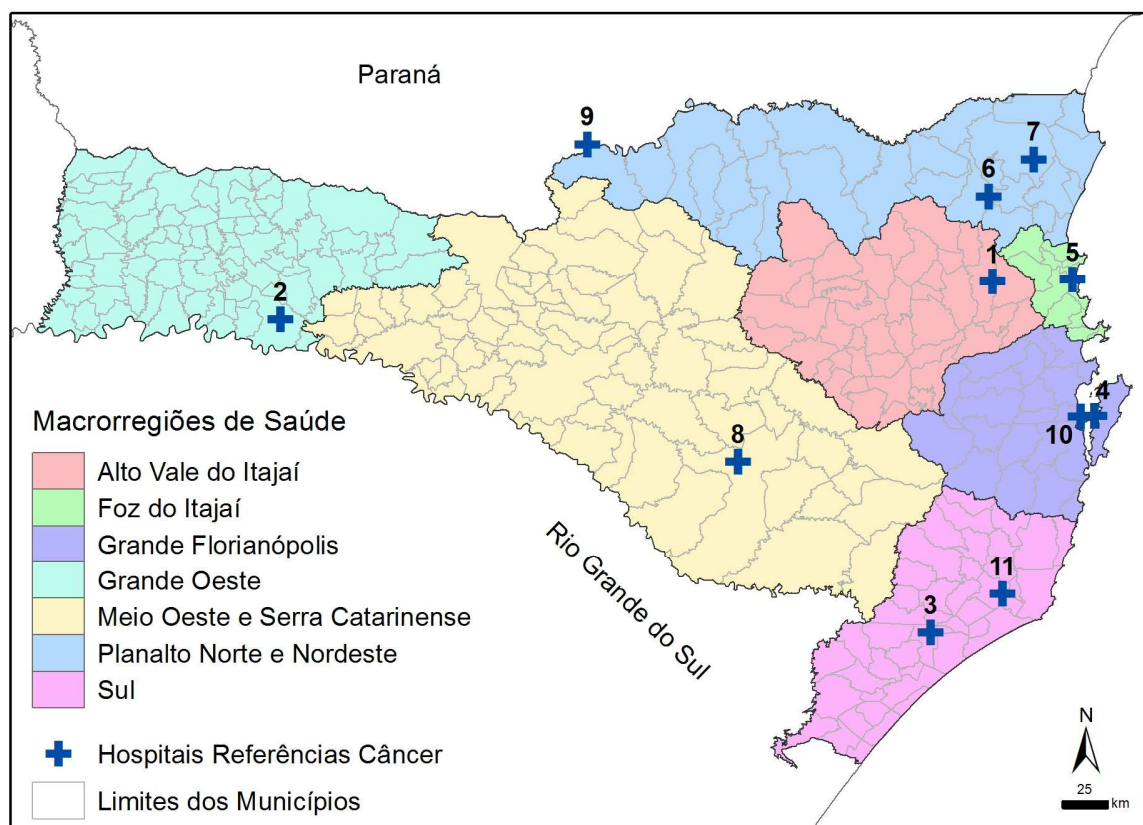 Paraná
9
7
6
1
5
2
4
10
8
11
3
Rio Grande do Sul
Macrorregiões de Saúde
Alto Vale do Itajaí
Foz do Itajaí
Grande Florianópolis
Grande Oeste
Meio Oeste e Serra Catarinense
Planalto Norte e Nordeste
Sul
Hospitais Referências Câncer
Limites dos Municípios
N
25
km